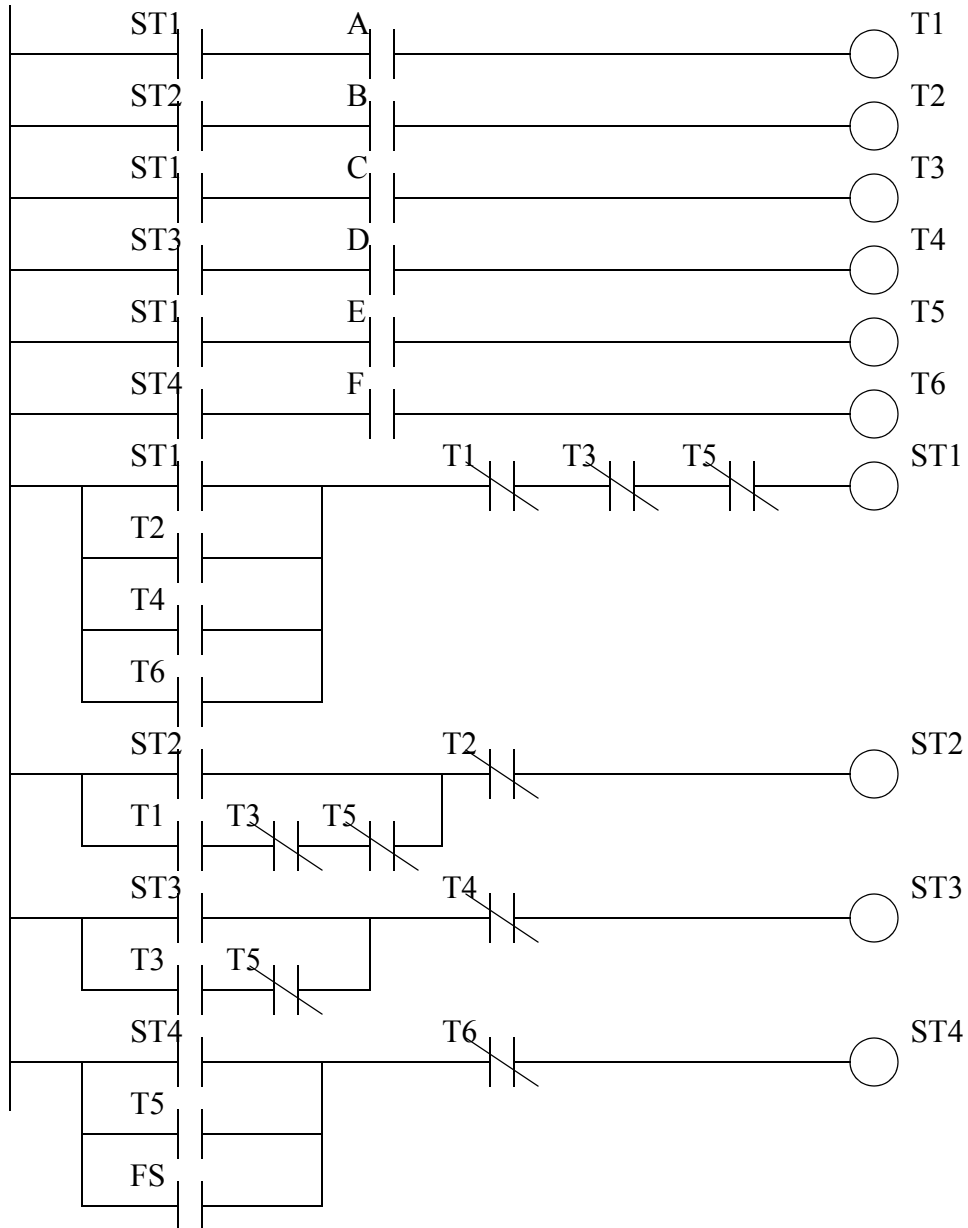 ST1 A T1
ST2 B T2
ST1 C T3
ST3 D T4
ST1 E T5
ST4 F T6
ST1 T1 T3 T5 ST1
T2
T4
T6
ST2 T2 ST2
T1 T3 T5
ST3 T4 ST3
T3 T5
ST4 T6 ST4
T5
FS